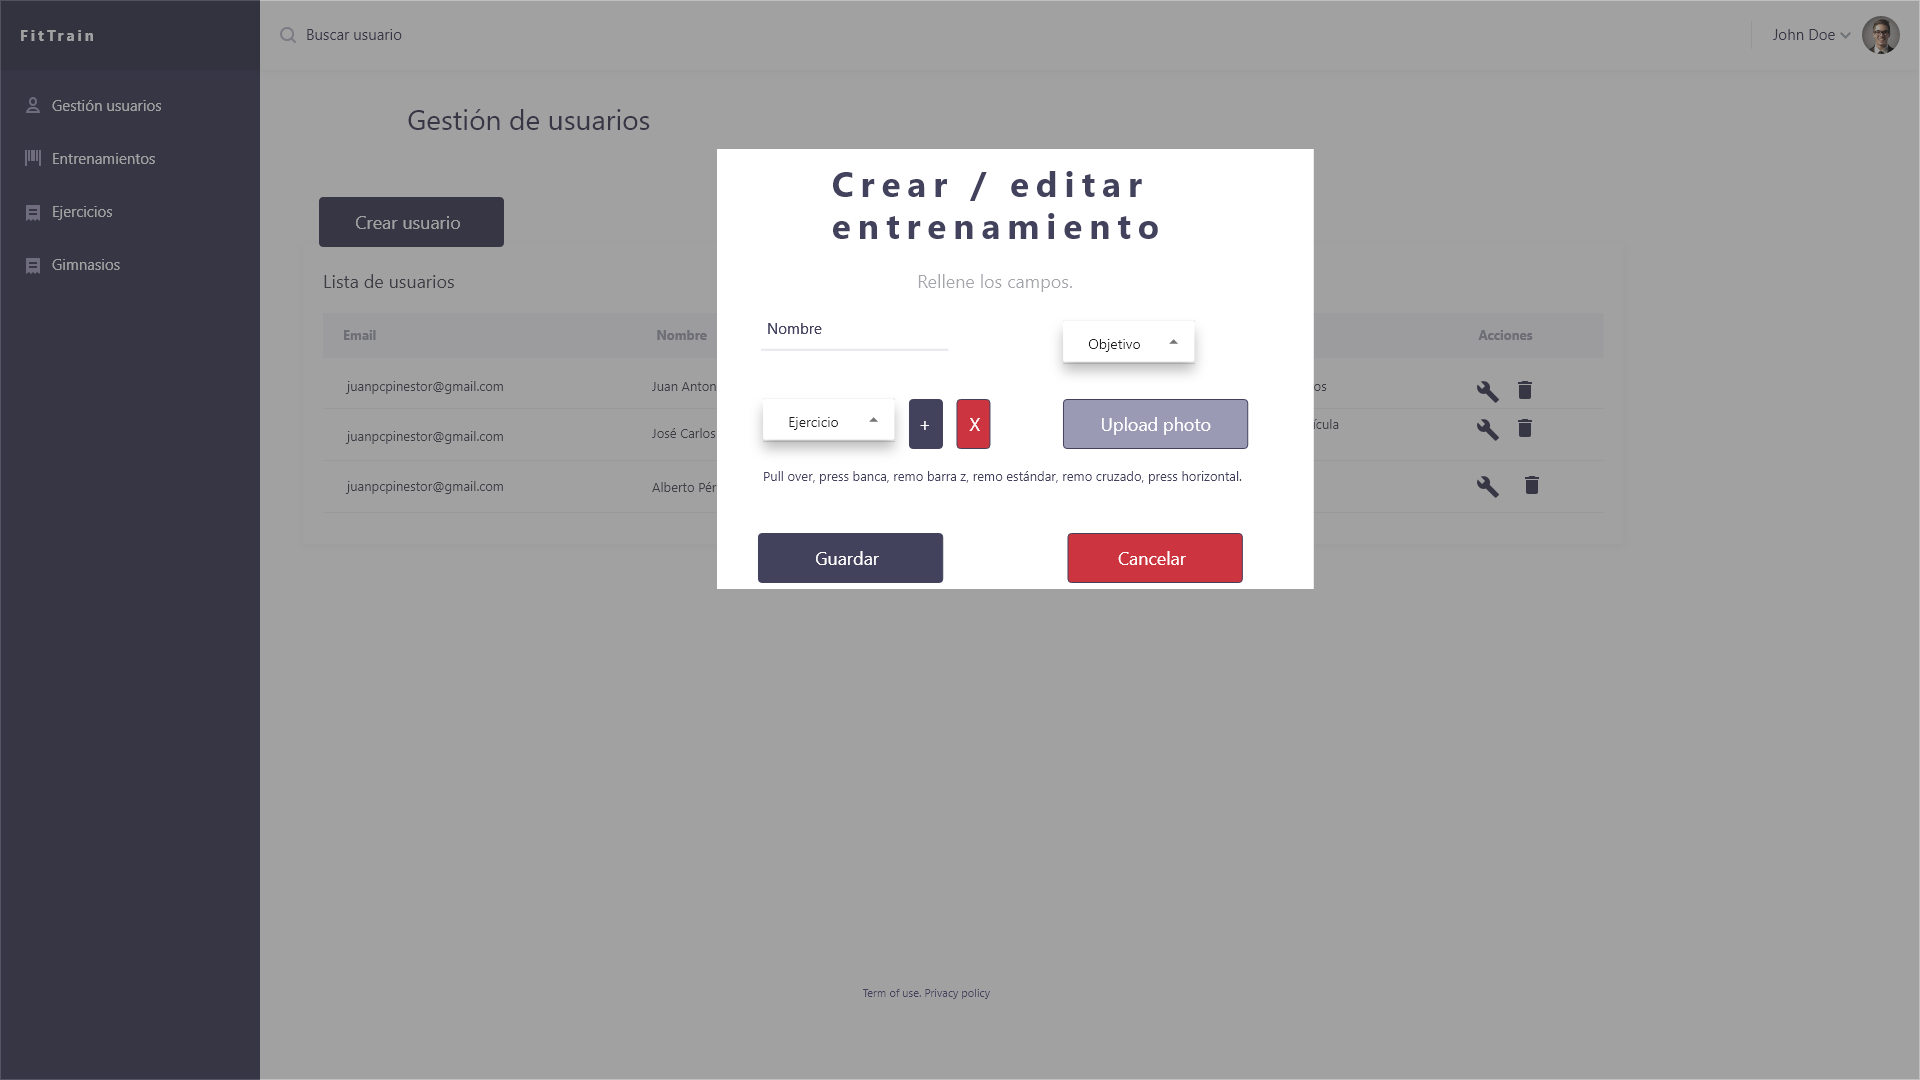 FitTrain
Buscar usuario
John Doe
Gestión usuarios
Entrenamientos
Ejercicios
Gimnasios
Gestión de usuarios
Crear usuario
Lista de usuarios
Email Nombre Acciones
juanpcpinestor@gmail.com Juan Anton os
juanpcpinestor@gmail.com José Carlos ícula
juanpcpinestor@gmail.com Alberto Pér
Crear / editar
entrenamiento
Rellene los campos.
Nombre
Objetivo
Ejercicio
+
X
Upload photo
Pull over, press banca, remo barra z, remo estándar, remo cruzado, press horizontal.
Guardar
Cancelar
Term of use. Privacy policy